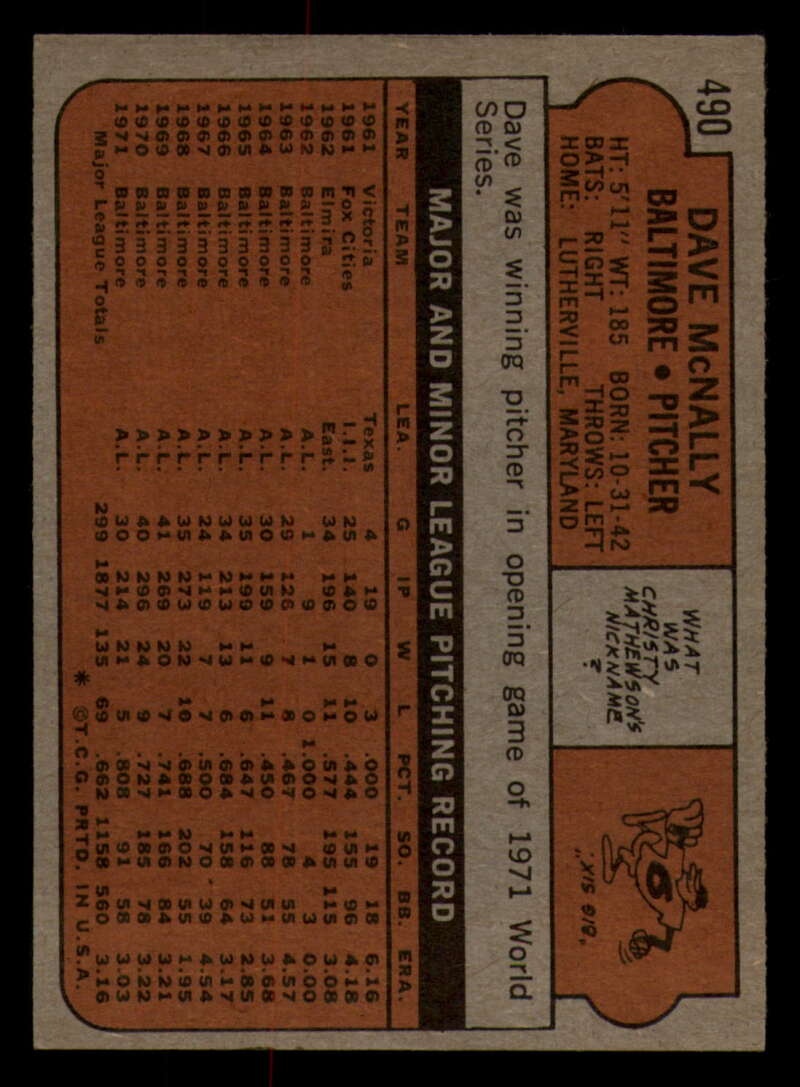 490
DAVE McNALLY
BALTIMORE • PITCHER
HT: 5'11" WT: 185 BORN: 10-31-42
BATS: RIGHT THROWS: LEFT
HOME: LUTHERVILLE, MARYLAND
WHAT
WAS
CHRISTY
MATHEWSON'S
NICKNAME
?
6
"BIG SIX."
Dave was winning pitcher in opening game of 1971 World
Series.
MAJOR AND MINOR LEAGUE PITCHING RECORD
YEAR TEAM LEA. G IP W L PCT. SO. BB. ERA.
1961 Victoria Texas 4 19 0 3 .000 19 18 6.16
1961 Fox Cities I.I.I. 25 140 8 10 .444 155 96 4.18
1962 Elmira East. 34 196 15 11 .577 195 115 3.08
1962 Baltimore A.L. 1 9 1 0 1.000 4 3 0.00
1963 Baltimore A.L. 29 126 7 8 .467 78 55 4.57
1964 Baltimore A.L. 30 159 9 11 .450 88 51 3.68
1965 Baltimore A.L. 35 199 11 6 .647 116 73 2.85
1966 Baltimore A.L. 34 213 13 6 .684 158 64 3.17
1967 Baltimore A.L. 24 119 7 7 .500 70 39 4.54
1968 Baltimore A.L. 35 273 22 10 .688 202 55 1.95
1969 Baltimore A.L. 41 269 20 7 .741 166 84 3.21
1970 Baltimore A.L. 40 296 24 9 .727 185 78 3.22
1971 Baltimore A.L. 30 214 21 5 .808 91 58 3.03
Major League Totals 299 1877 135 69 .662 1158 560 3.16
* ©T.C.G. PRTD. IN U.S.A.